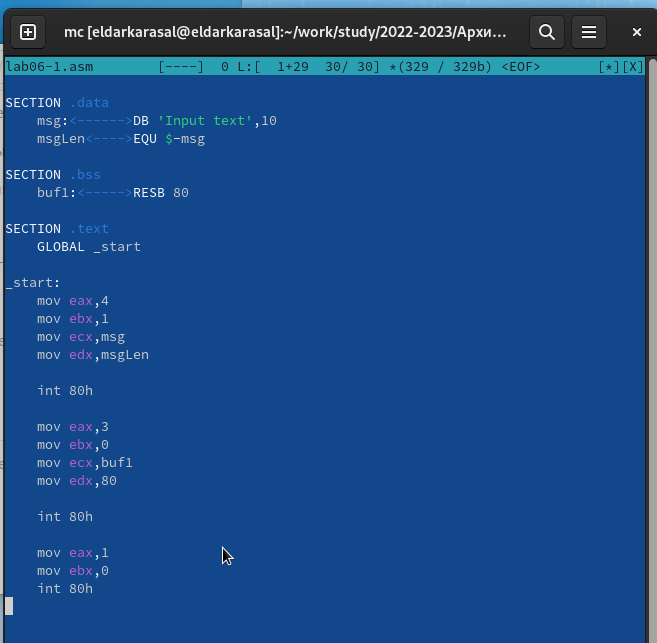 mc [eldarkarasal@eldarkarasal]:~/work/study/2022-2023/Архи...
lab06-1.asm [----] 0 L:[ 1+29 30/ 30] *(329 / 329b) <EOF> [*][X]
SECTION .data
msg:<------>DB 'Input text',10
msgLen<---->EQU $-msg
SECTION .bss
buf1:<----->RESB 80
SECTION .text
GLOBAL _start
_start:
mov eax,4
mov ebx,1
mov ecx,msg
mov edx,msgLen
int 80h
mov eax,3
mov ebx,0
mov ecx,buf1
mov edx,80
int 80h
mov eax,1
mov ebx,0
int 80h